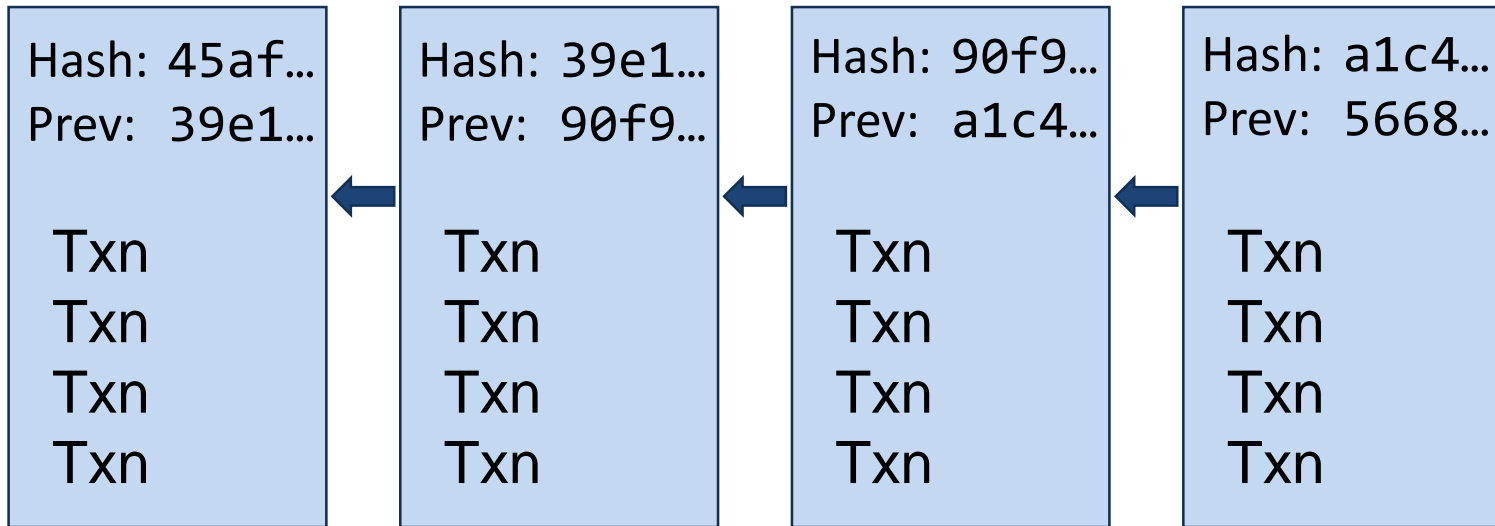 Hash: 45af…
Prev: 39e1…
Txn
Txn
Txn
Txn
Hash: 39e1…
Prev: 90f9…
Txn
Txn
Txn
Txn
Hash: 90f9…
Prev: a1c4…
Txn
Txn
Txn
Txn
Hash: a1c4…
Prev: 5668…
Txn
Txn
Txn
Txn